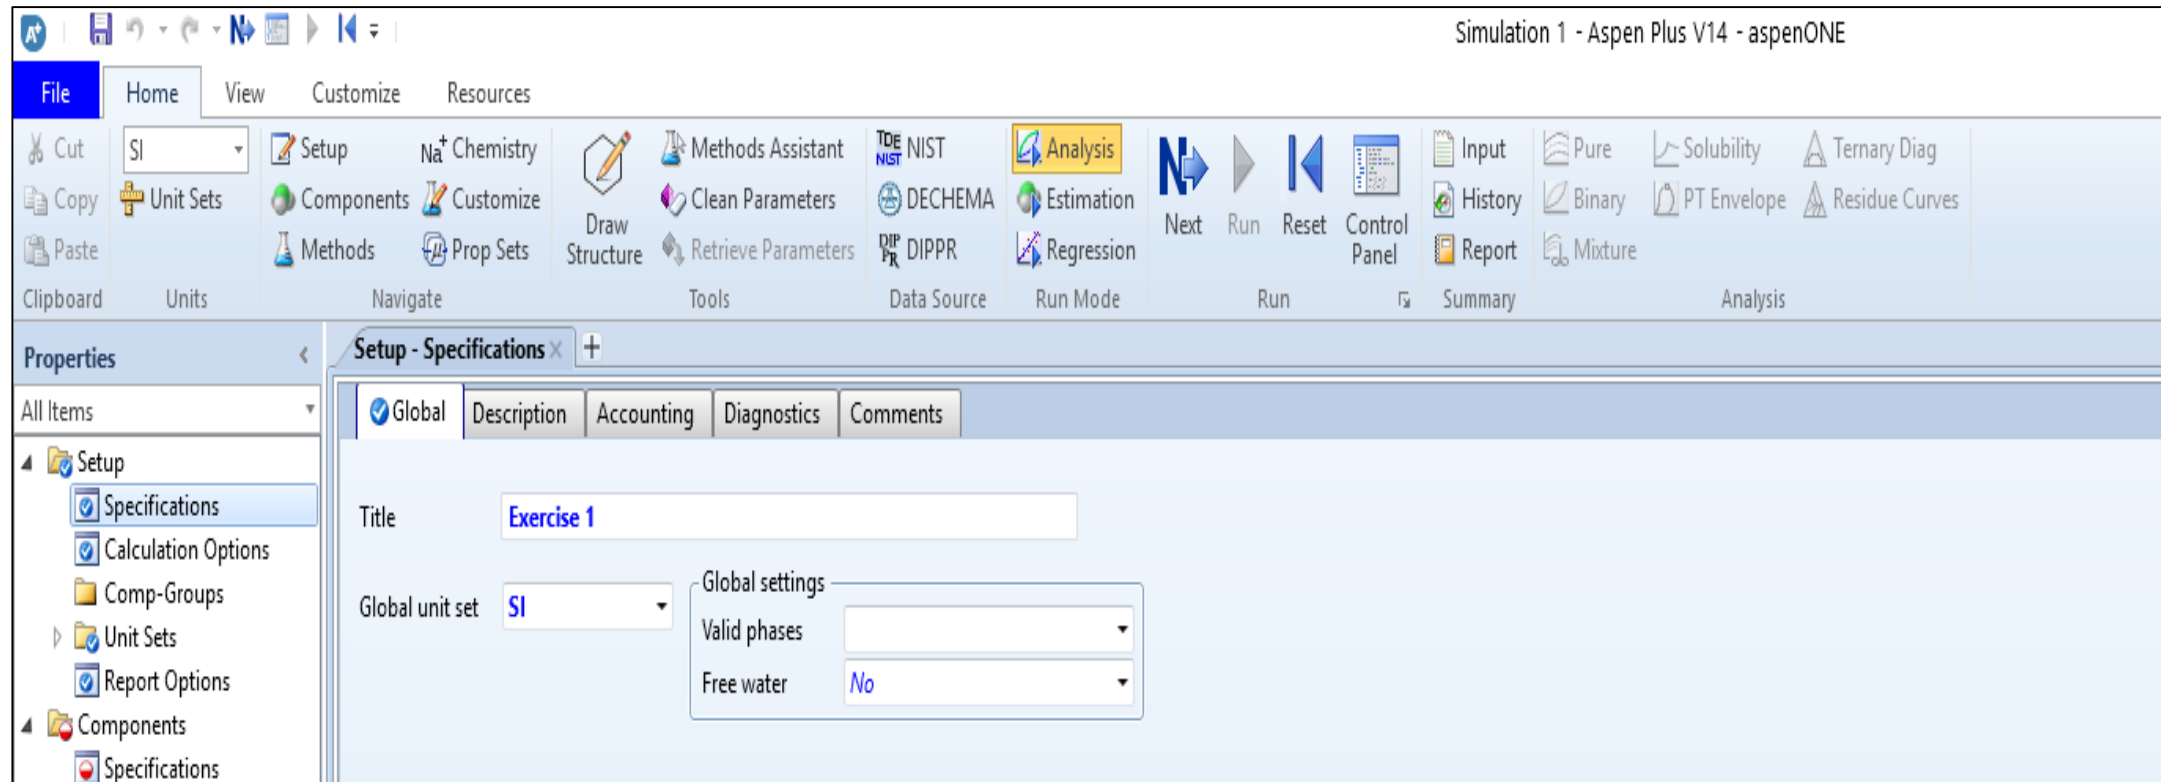 Simulation 1 - Aspen Plus V14 - aspenONE
File Home View Customize Resources
Cut SI Setup Na+ Chemistry Methods Assistant TDE NIST NIST Analysis Input Pure Solubility Ternary Diag
Copy Unit Sets Components Customize Clean Parameters DECHEMA Estimation History Binary PT Envelope Residue Curves
Draw Structure Next Run Reset Control Panel
Paste Methods Prop Sets Retrieve Parameters DIPPR DIPPR Regression Report Mixture
Clipboard Units Navigate Tools Data Source Run Mode Run Summary Analysis
Properties Setup - Specifications
All Items Global Description Accounting Diagnostics Comments
Setup
Specifications
Calculation Options
Comp-Groups
Unit Sets
Report Options
Components
Specifications
Title Exercise 1
Global unit set SI
Global settings
Valid phases
Free water No